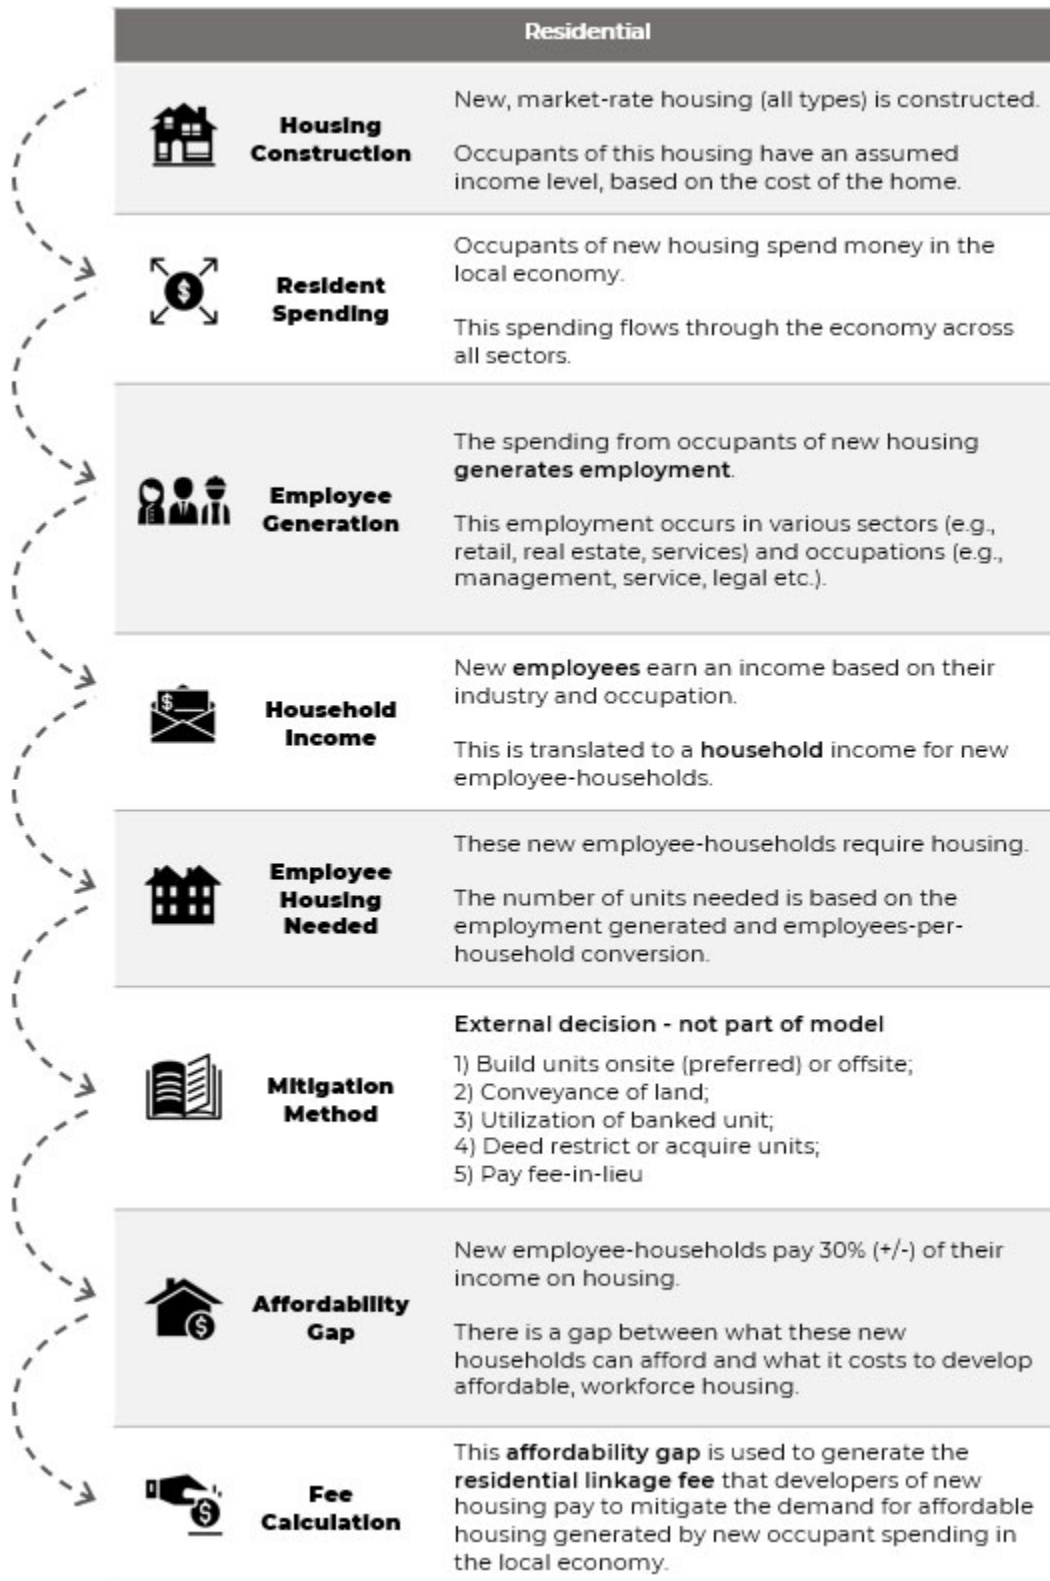 Residential
Housing
Construction
New, market-rate housing (all types) is constructed.
Occupants of this housing have an assumed
income level, based on the cost of the home.
Resident
Spending
Occupants of new housing spend money in the
local economy.
This spending flows through the economy across
all sectors.
Employee
Generation
The spending from occupants of new housing
generates employment.
This employment occurs in various sectors (e.g.,
retail, real estate, services) and occupations (e.g.,
management, service, legal etc.).
Household
Income
New employees earn an income based on their
industry and occupation.
This is translated to a household income for new
employee-households.
Employee
Housing
Needed
These new employee-households require housing.
The number of units needed is based on the
employment generated and employees-per-
household conversion.
Mitigation
Method
External decision - not part of model
1) Build units onsite (preferred) or offsite;
2) Conveyance of land;
3) Utilization of banked unit;
4) Deed restrict or acquire units;
5) Pay fee-in-lieu
Affordability
Gap
New employee-households pay 30% (+/-) of their
income on housing.
There is a gap between what these new
households can afford and what it costs to develop
affordable, workforce housing.
Fee
Calculation
This affordability gap is used to generate the
residential linkage fee that developers of new
housing pay to mitigate the demand for affordable
housing generated by new occupant spending in
the local economy.